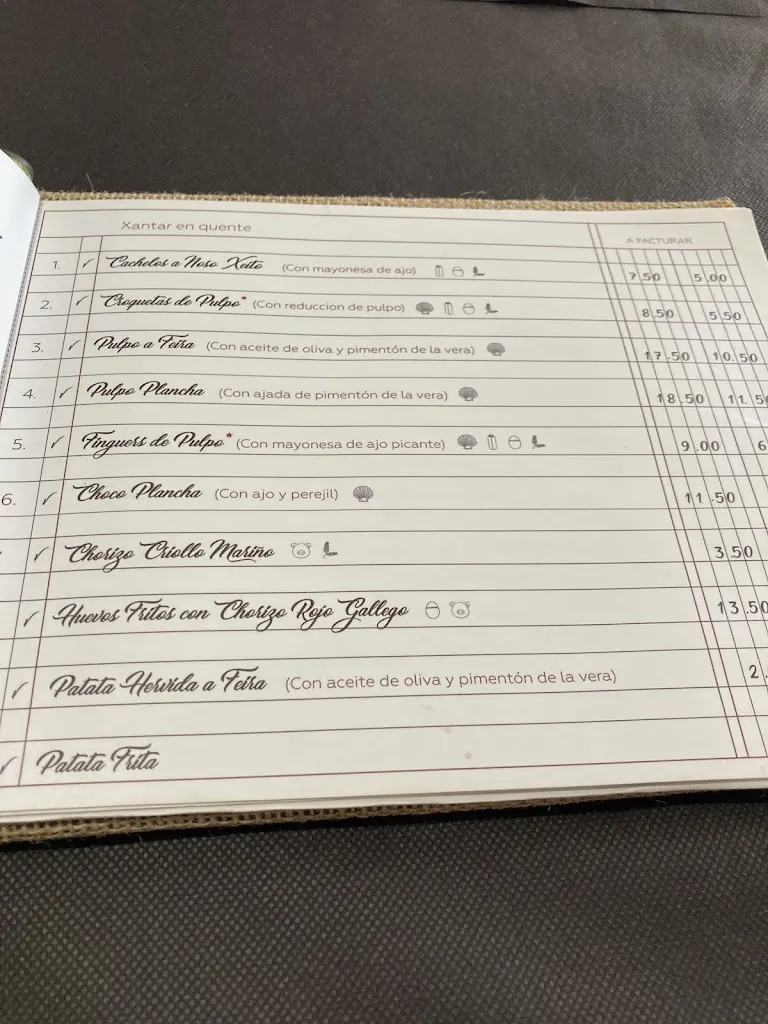 Xantar en quente
A FACTURAR
1. Cachelos a Noso Xeito (Con mayonesa de ajo) 7.50 5.00
2. Croquetas de Pulpo* (Con reduccion de pulpo) 8.50 5.50
3. Pulpo a Feira (Con aceite de oliva y pimentón de la vera) 17.50 10.50
4. Pulpo Plancha (Con ajada de pimentón de la vera) 18.50 11.5
5. Finguers de Pulpo* (Con mayonesa de ajo picante) 9.00 6
6. Choco Plancha (Con ajo y perejil) 11.50
Chorizo Criollo Mariño 3.50
Huevos Fritos con Chorizo Rojo Gallego 13.50
Patata Hervida a Feira (Con aceite de oliva y pimentón de la vera) 2.
Patata Frita